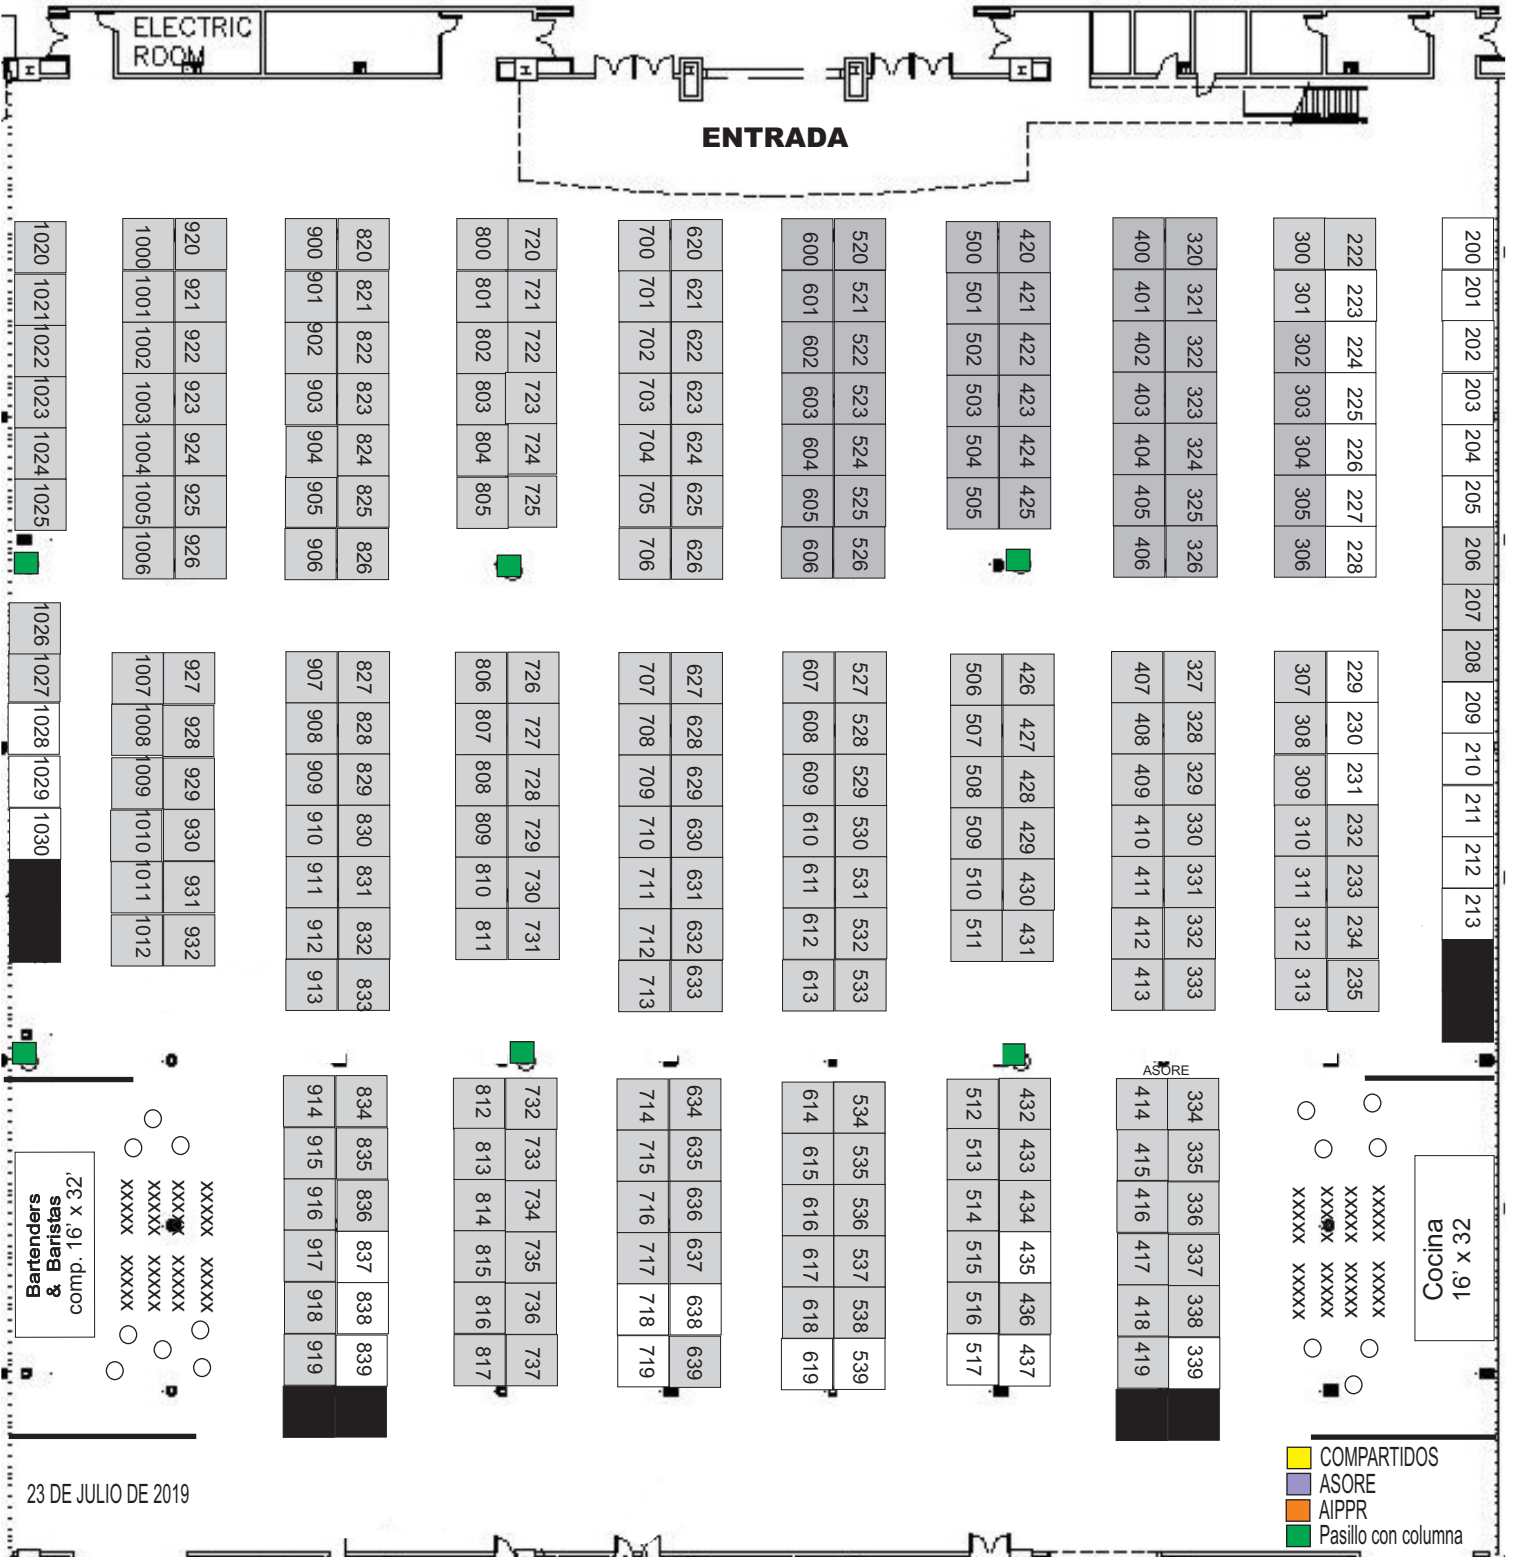 ELECTRIC
ROOM
ENTRADA
1020 1000 920 900 820 800 720 700 620 600 520 500 420 400 320 300 222 200
1021 1001 921 901 821 801 721 701 621 601 521 501 421 401 321 301 223 201
1022 1002 922 902 822 802 722 702 622 602 522 502 422 402 322 302 224 202
1023 1003 923 903 823 803 723 703 623 603 523 503 423 403 323 303 225 203
1024 1004 924 904 824 804 724 704 624 604 524 504 424 404 324 304 226 204
1025 1005 925 905 825 805 725 705 625 605 525 505 425 405 325 305 227 205
1006 926 906 826 706 626 606 526 406 326 306 228 206
1026 207
1027 1007 927 907 827 806 726 707 627 607 527 506 426 407 327 307 229 208
1028 1008 928 908 828 807 727 708 628 608 528 507 427 408 328 308 230 209
1029 1009 929 909 829 808 728 709 629 609 529 508 428 409 329 309 231 210
1030 1010 930 910 830 809 729 710 630 610 530 509 429 410 330 310 232 211
1011 931 911 831 810 730 711 631 611 531 510 430 411 331 311 233 212
1012 932 912 832 811 731 712 632 612 532 511 431 412 332 312 234 213
913 833 713 633 613 533 413 333 313 235
ASORE
914 834 812 732 714 634 614 534 512 432 414 334
915 835 813 733 715 635 615 535 513 433 415 335
916 836 814 734 716 636 616 536 514 434 416 336
917 837 815 735 717 637 617 537 515 435 417 337
918 838 816 736 718 638 618 538 516 436 418 338
919 839 817 737 719 639 619 539 517 437 419 339
Bartenders
& Baristas
comp. 16' x 32'
XXXXX XXXXX
XXXXX XXXXX
XXXXX XXXXX
XXXXX XXXXX
XXXXX XXXXX
XXXXX XXXXX
XXXXX XXXXX
XXXXX XXXXX
Cocina
16' x 32
23 DE JULIO DE 2019
COMPARTIDOS
ASORE
AIPPR
Pasillo con columna